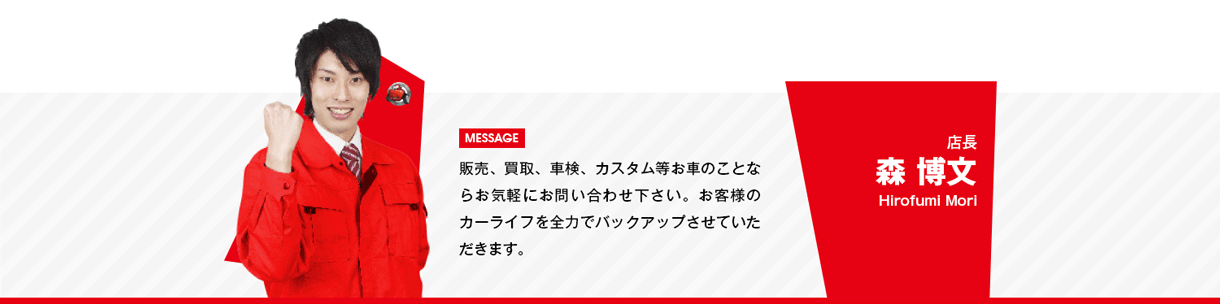 MESSAGE
販売、買取、車検、カスタム等お車のことな
らお気軽にお問い合わせ下さい。お客様の
カーライフを全力でバックアップさせていた
だきます。
店長
森 博文
Hirofumi Mori